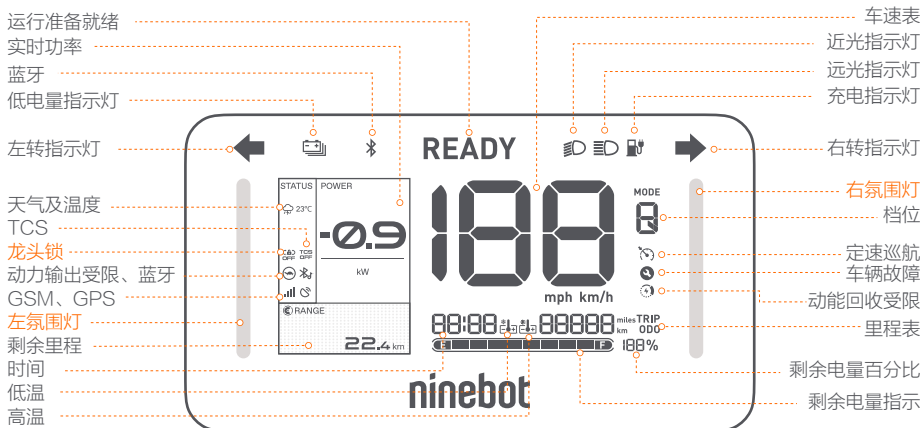 运行准备就绪
实时功率
蓝牙
低电量指示灯
左转指示灯
天气及温度
TCS
龙头锁
动力输出受限、蓝牙
GSM、GPS
左氛围灯
剩余里程
时间
低温
高温
车速表
近光指示灯
远光指示灯
充电指示灯
右转指示灯
右氛围灯
档位
定速巡航
车辆故障
动能回收受限
里程表
剩余电量百分比
剩余电量指示
READY
STATUS POWER
23°C
-0.9
kW
OFF TCS OFF
RANGE
22.4 km
188
mph km/h
MODE
8
88:88 88888 miles km TRIP ODO
E F 188%
ninebot